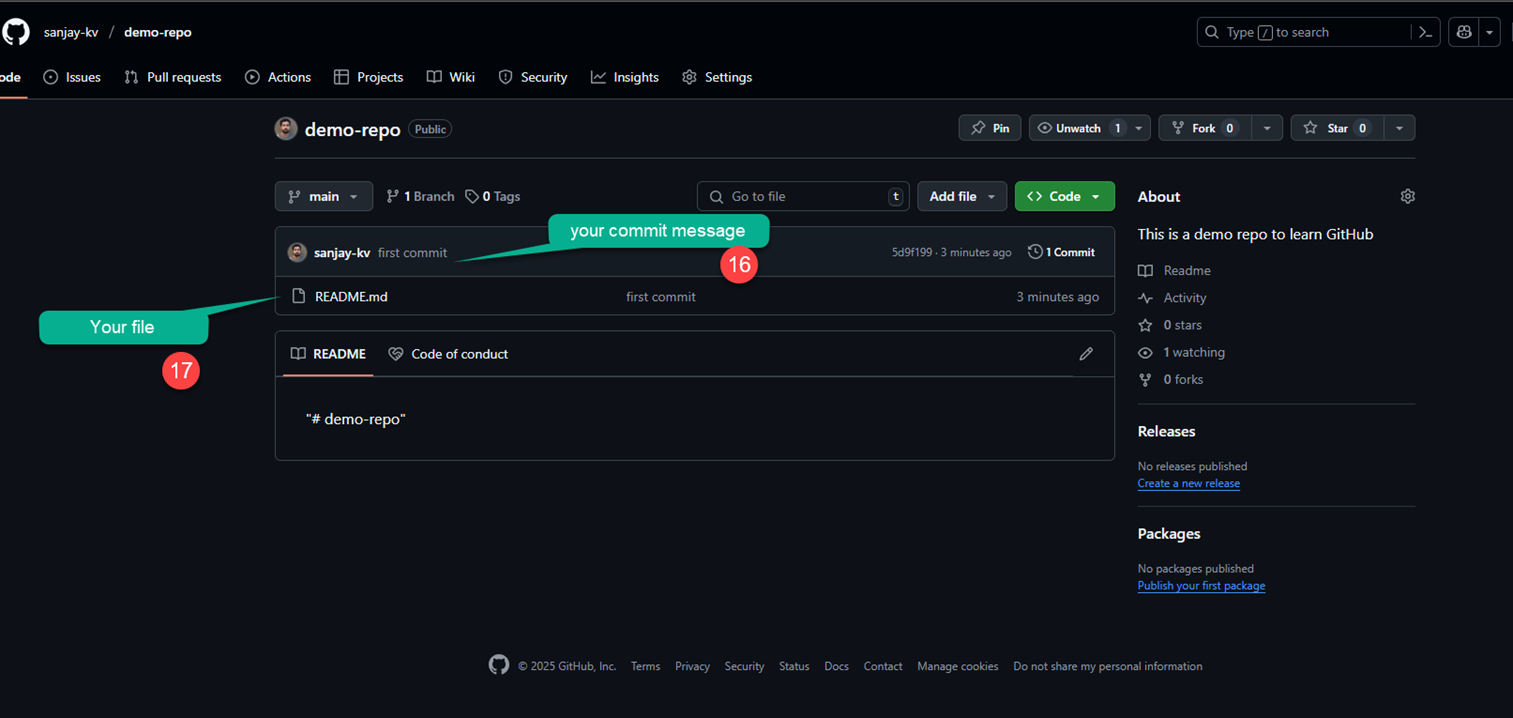 sanjay-kv / demo-repo
Type / to search
ode Issues Pull requests Actions Projects Wiki Security Insights Settings
demo-repo Public
Pin Unwatch 1 Fork 0 Star 0
main 1 Branch 0 Tags Go to file t Add file Code
your commit message
16
sanjay-kv first commit 5d9f199 · 3 minutes ago 1 Commit
README.md first commit 3 minutes ago
Your file
17
README Code of conduct
"# demo-repo"
About
This is a demo repo to learn GitHub
Readme
Activity
0 stars
1 watching
0 forks
Releases
No releases published
Create a new release
Packages
No packages published
Publish your first package
© 2025 GitHub, Inc. Terms Privacy Security Status Docs Contact Manage cookies Do not share my personal information